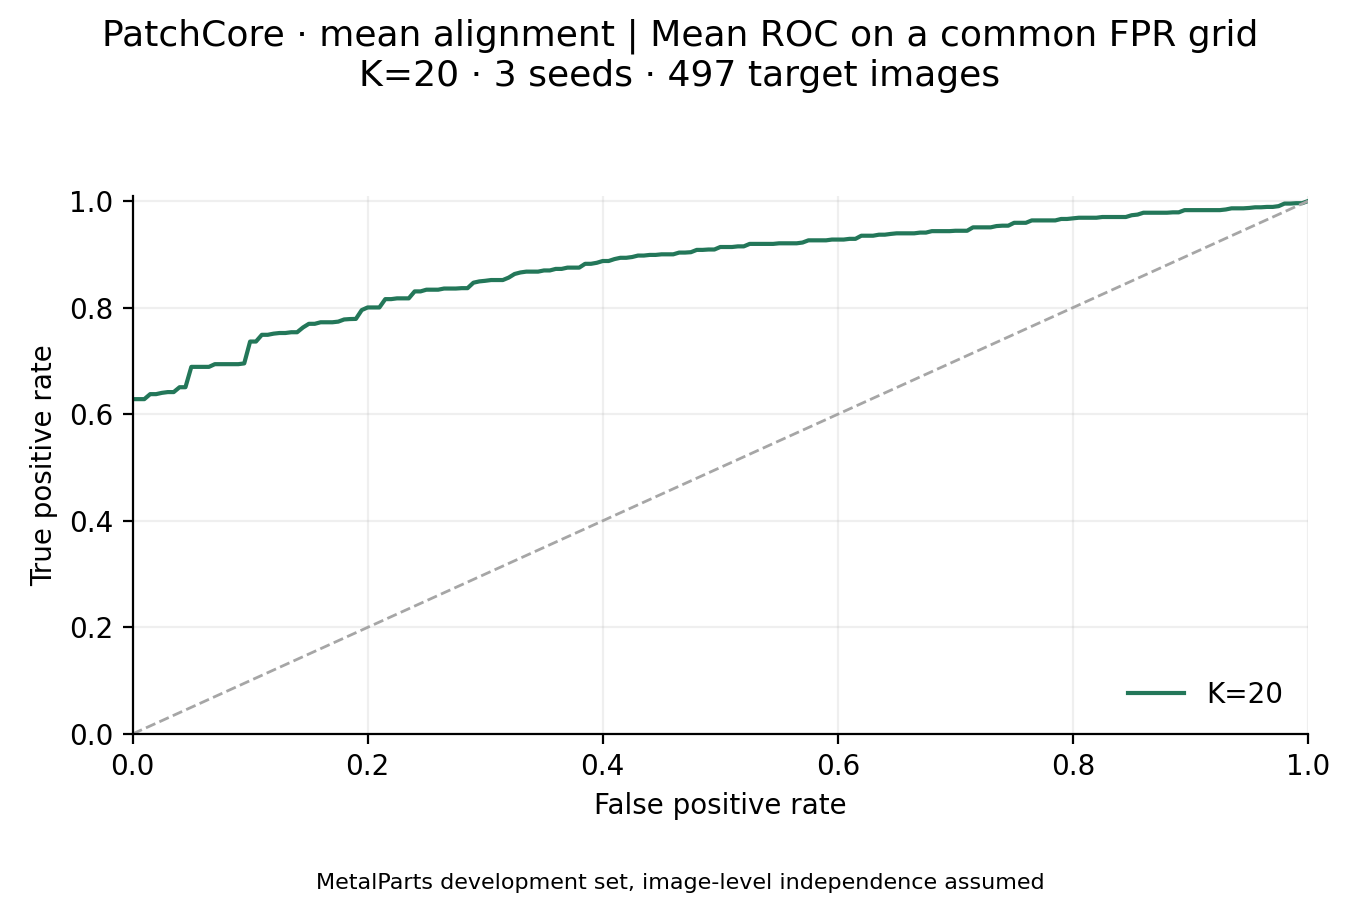 PatchCore · mean alignment | Mean ROC on a common FPR grid
K=20 · 3 seeds · 497 target images
1.0
0.8
0.6
0.4
0.2
0.0
True positive rate
K=20
0.0 0.2 0.4 0.6 0.8 1.0
False positive rate
MetalParts development set, image-level independence assumed